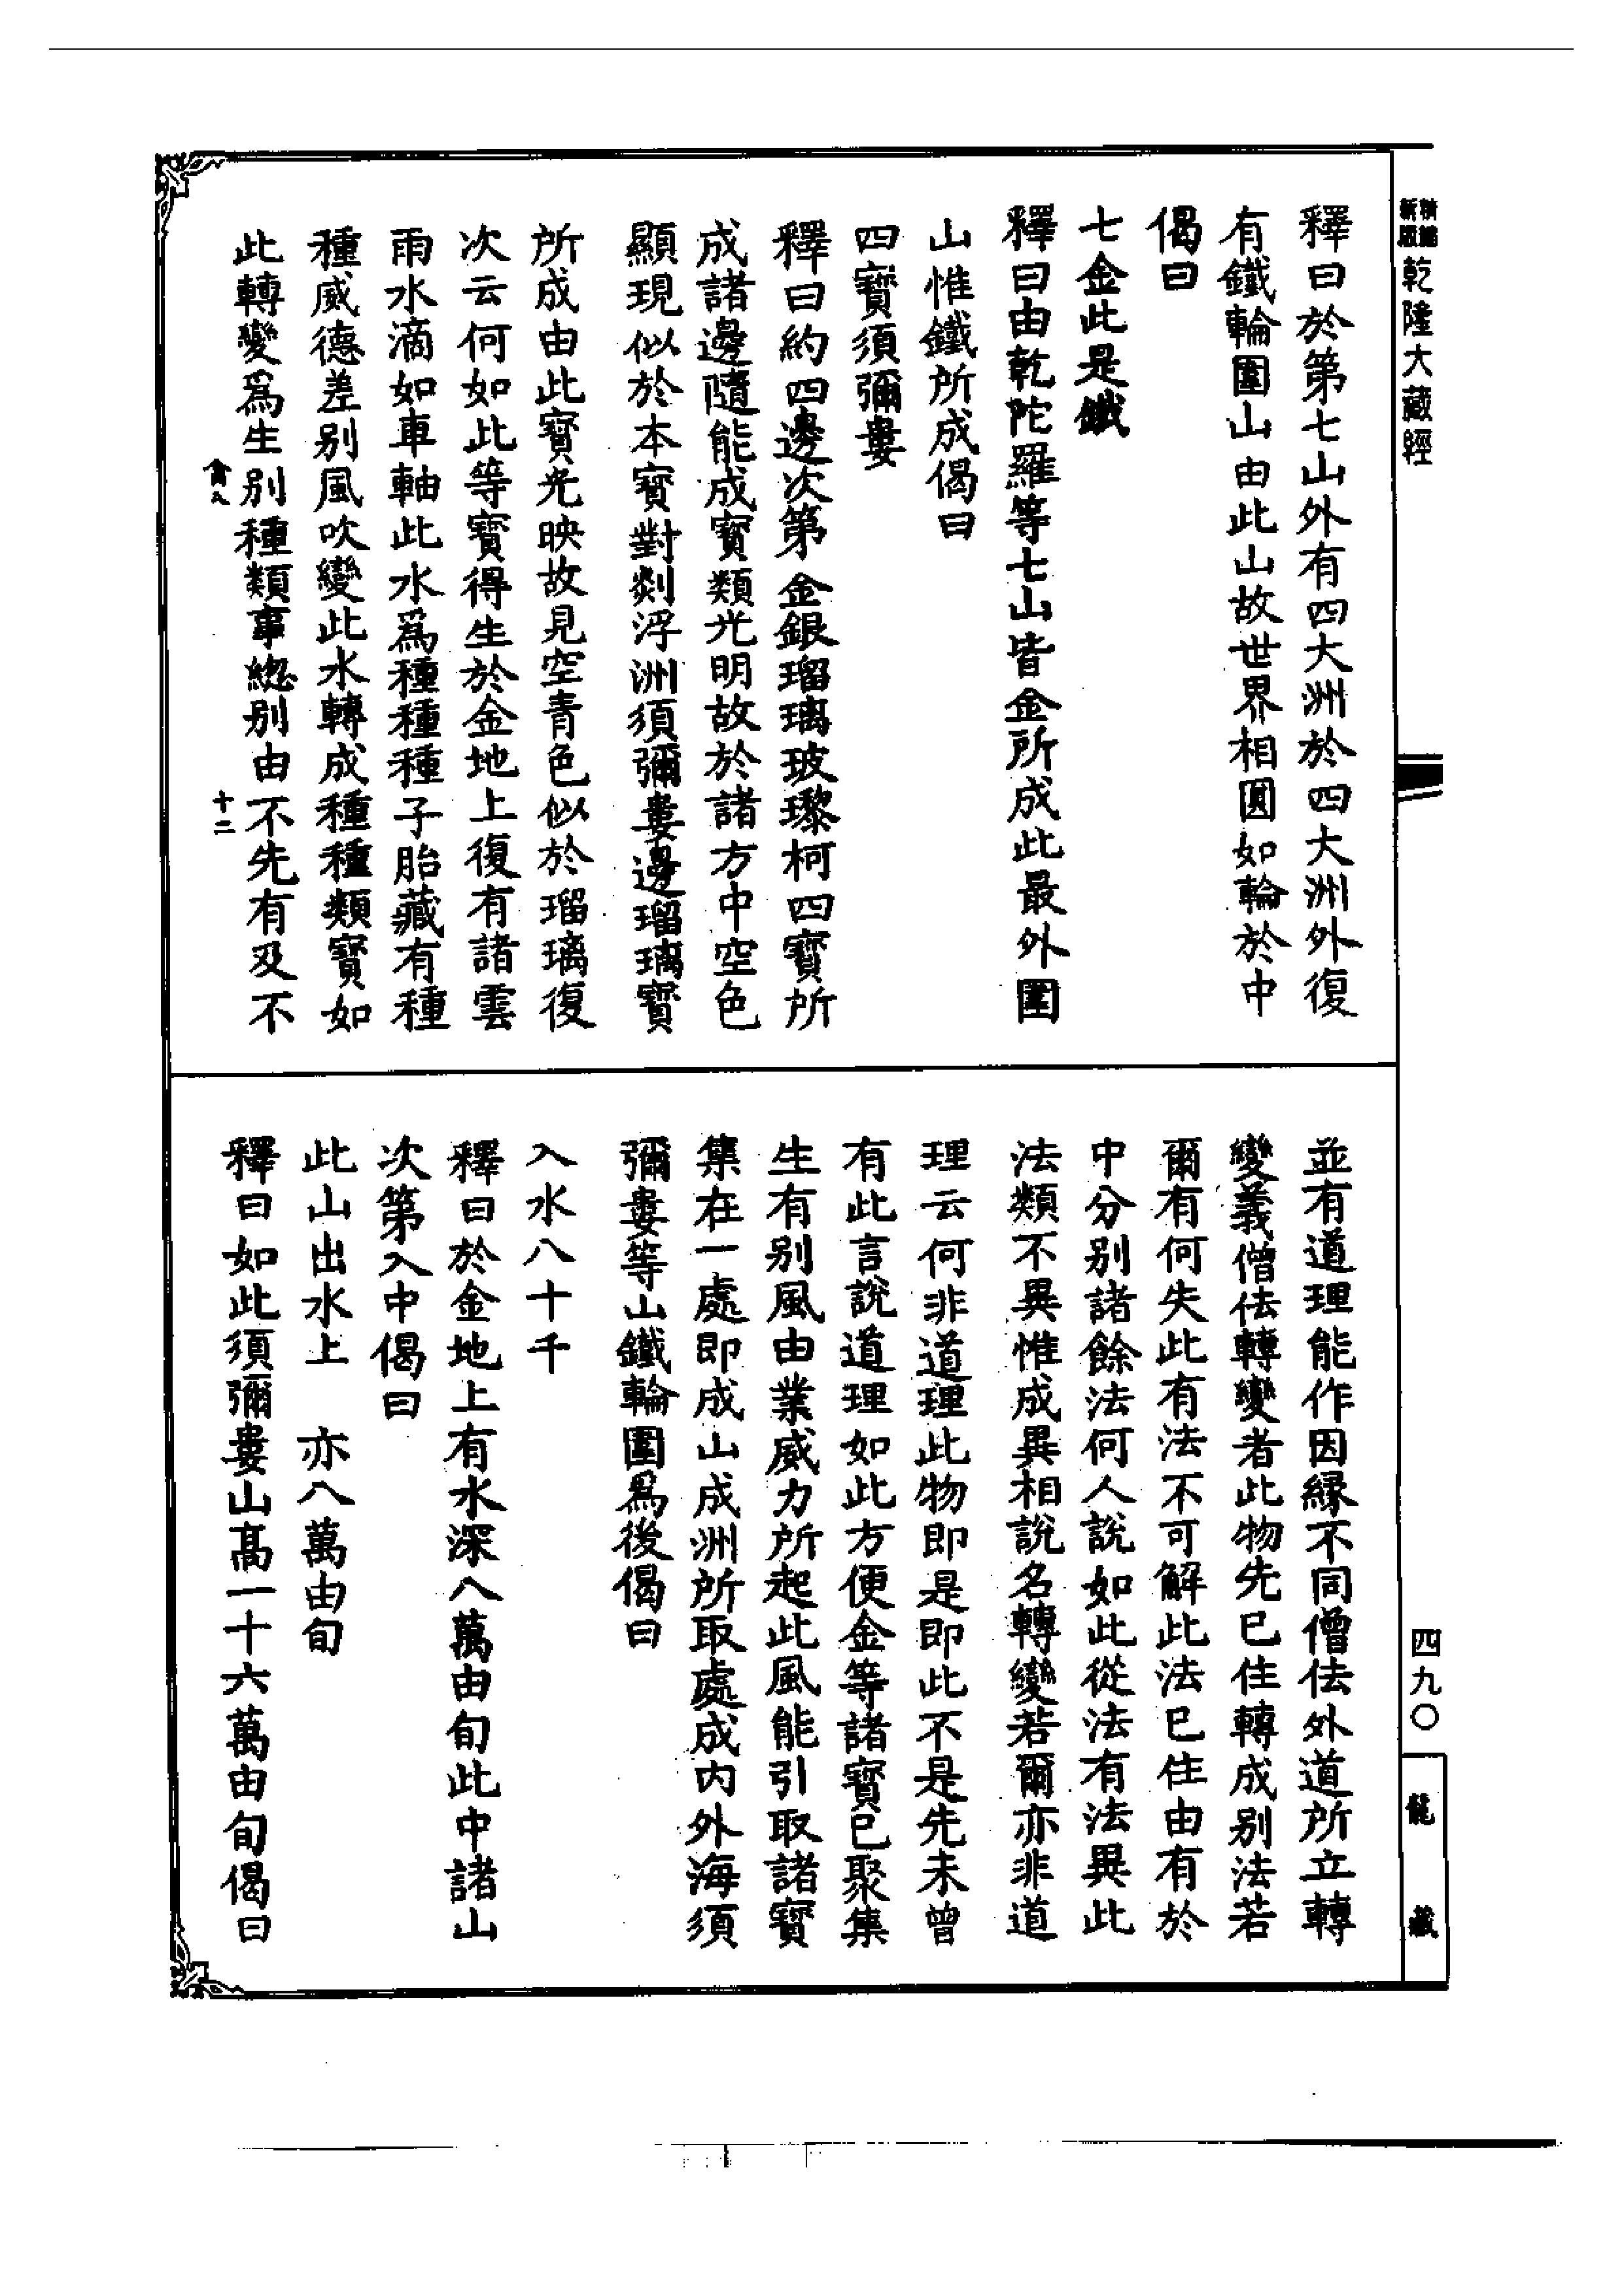 乾隆大藏經
釋曰於第七山外有四大洲於四大洲外復
有鐵輪圍山由此山故世界相圓如輪於中
偈曰
七金此是鐵
釋曰由乾陀羅等七山皆金所成此最外圍
山惟鐵所成偈曰
四寶須彌婁
釋曰約四邊次第金銀瑠璃玻瓈柯四寶所
成諸邊隨能成寶類光明故於諸方中空色
顯現似於本寶對剡浮洲須彌婁邊瑠璃寶
所成由此寶光映故見空青色似於瑠璃復
次云何如此等寶得生於金地上復有諸雲
雨水滴如車軸此水爲種種種子胎藏有種
種威德差别風吹變此水轉成種種類寶如
此轉變爲生别種類事緫别由不先有及不
十二
並有道理能作因縁不同僧佉外道所立轉
變義僧佉轉變者此物先已住轉成别法若
爾有何失此有法不可解此法已住由有於
中分别諸餘法何人說如此從法有法異此
法類不異惟成異相說名轉變若爾亦非道
理云何非道理此物即是即此不是先未曾
有此言說道理如此方便金等諸寶已聚集
生有别風由業威力所起此風能引取諸寶
集在一處即成山成洲所取處成内外海須
彌婁等山鐵輪圍爲後偈曰
入水八十千
釋曰於金地上有水深八萬由旬此中諸山
次第入中偈曰
此山出水上　亦八萬由旬
釋曰如此須彌婁山髙一十六萬由旬偈曰
四九〇
龍藏